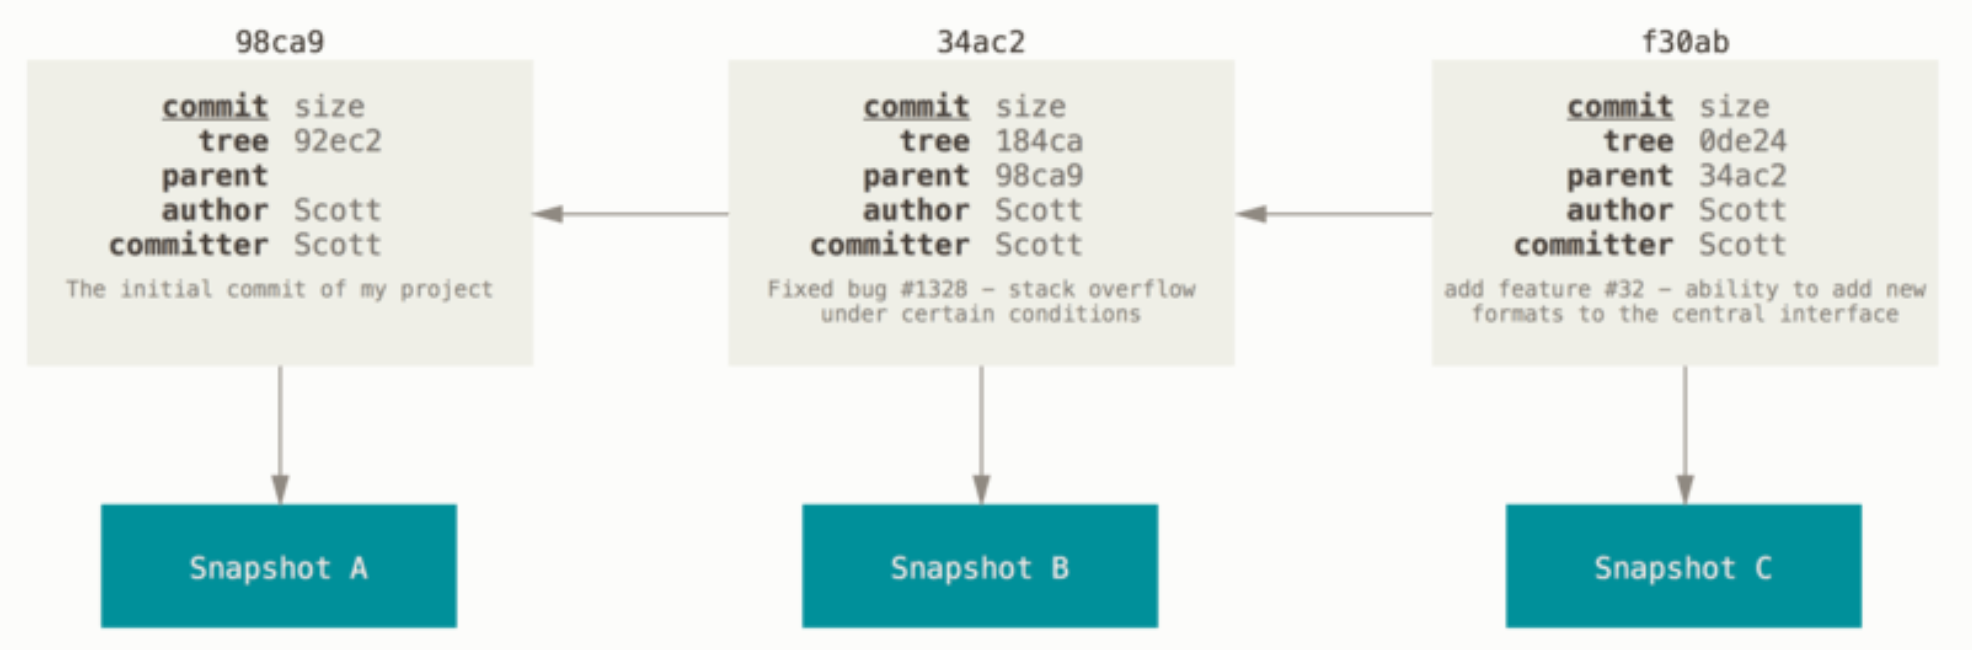 98ca9
commit size
tree 92ec2
parent
author Scott
committer Scott
The initial commit of my project
Snapshot A
34ac2
commit size
tree 184ca
parent 98ca9
author Scott
committer Scott
Fixed bug #1328 – stack overflow
under certain conditions
Snapshot B
f30ab
commit size
tree 0de24
parent 34ac2
author Scott
committer Scott
add feature #32 – ability to add new
formats to the central interface
Snapshot C